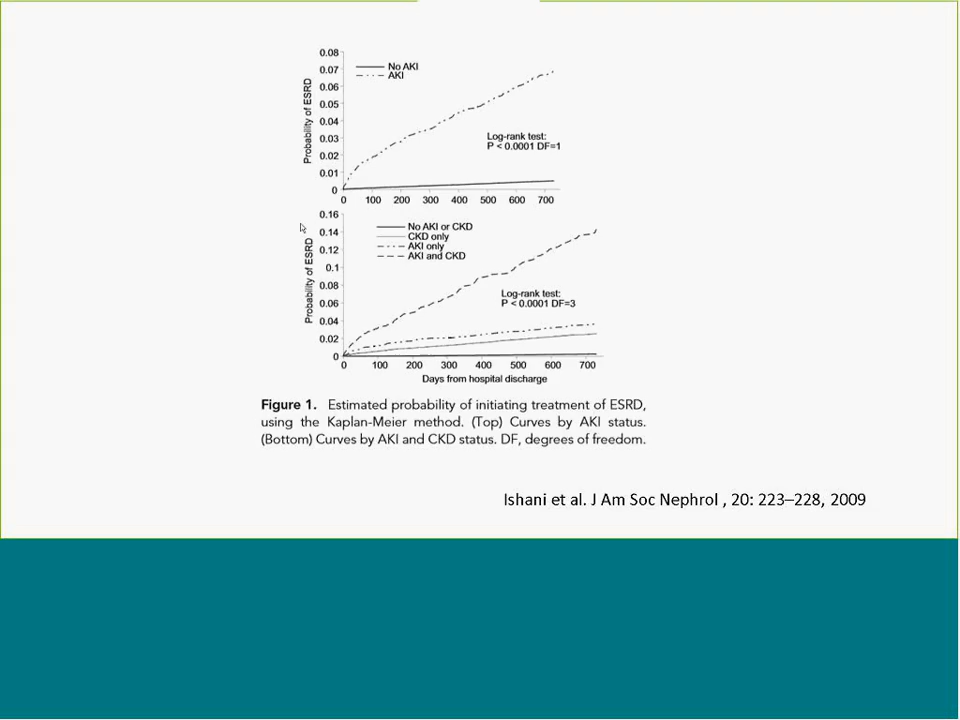 0.08
0.07
0.06
0.05
0.04
0.03
0.02
0.01
0
Probability of ESRD
No AKI
AKI
Log-rank test:
P < 0.0001 DF=1
0 100 200 300 400 500 600 700
0.16
0.14
0.12
0.1
0.08
0.06
0.04
0.02
0
Probability of ESRD
No AKI or CKD
CKD only
AKI only
AKI and CKD
Log-rank test:
P < 0.0001 DF=3
0 100 200 300 400 500 600 700
Days from hospital discharge
Figure 1. Estimated probability of initiating treatment of ESRD,
using the Kaplan-Meier method. (Top) Curves by AKI status.
(Bottom) Curves by AKI and CKD status. DF, degrees of freedom.
Ishani et al. J Am Soc Nephrol , 20: 223–228, 2009